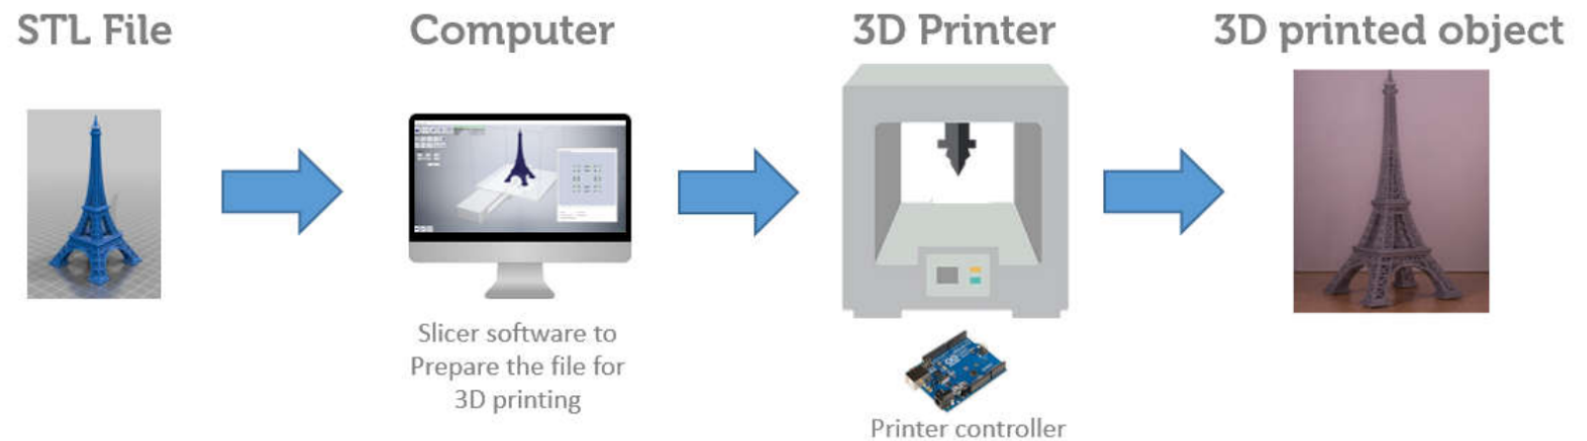 STL File
Computer
3D Printer
3D printed object
Slicer software to
Prepare the file for
3D printing
Printer controller